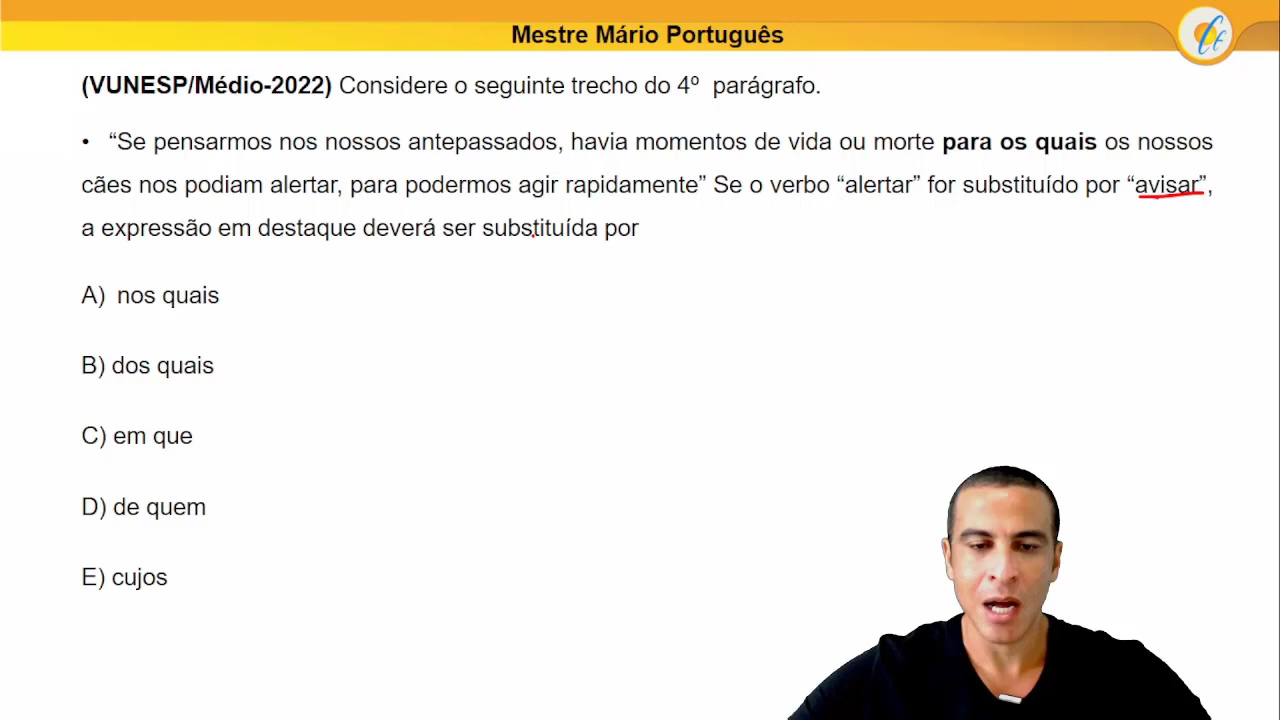 Mestre Mário Português
(VUNESP/Médio-2022) Considere o seguinte trecho do 4º parágrafo.
• “Se pensarmos nos nossos antepassados, havia momentos de vida ou morte para os quais os nossos
cães nos podiam alertar, para podermos agir rapidamente” Se o verbo “alertar” for substituído por “avisar”,
a expressão em destaque deverá ser substituída por
A) nos quais
B) dos quais
C) em que
D) de quem
E) cujos